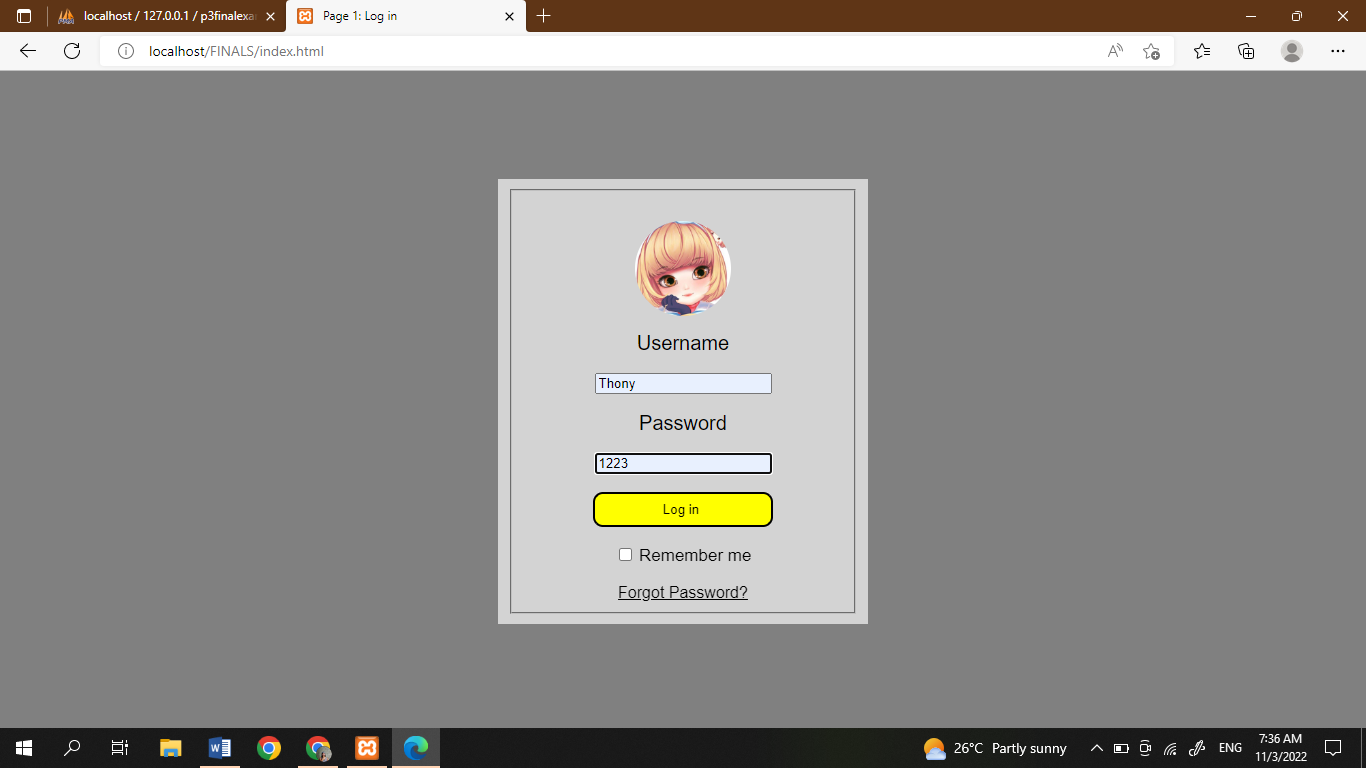 localhost / 127.0.0.1 / p3finalexa
Page 1: Log in
localhost/FINALS/index.html
Username
Thony
Password
1223
Log in
Remember me
Forgot Password?
26°C Partly sunny
ENG
7:36 AM
11/3/2022